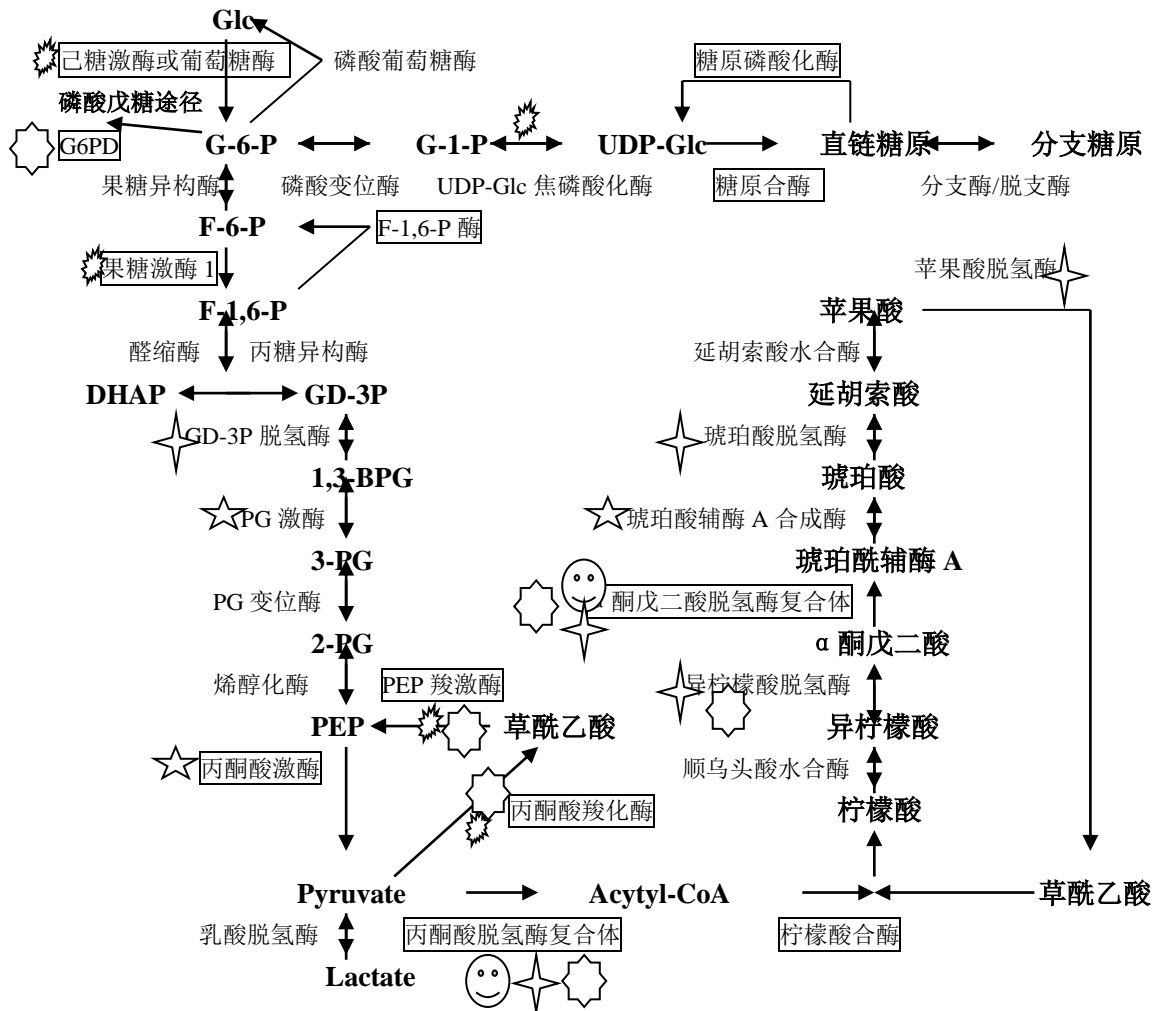 Glc
己糖激酶或葡萄糖酶
磷酸葡萄糖酶
糖原磷酸化酶
磷酸戊糖途径
G6PD
G-6-P
G-1-P
UDP-Glc
直链糖原
分支糖原
果糖异构酶
磷酸变位酶
UDP-Glc 焦磷酸化酶
糖原合酶
分支酶/脱支酶
F-6-P
F-1,6-P 酶
果糖激酶 1
苹果酸脱氢酶
F-1,6-P
苹果酸
醛缩酶
丙糖异构酶
延胡索酸水合酶
DHAP
GD-3P
延胡索酸
GD-3P 脱氢酶
琥珀酸脱氢酶
1,3-BPG
琥珀酸
PG 激酶
琥珀酸辅酶 A 合成酶
3-PG
琥珀酰辅酶 A
PG 变位酶
酮戊二酸脱氢酶复合体
2-PG
α 酮戊二酸
烯醇化酶
PEP 羧激酶
异柠檬酸脱氢酶
PEP
草酰乙酸
异柠檬酸
丙酮酸激酶
顺乌头酸水合酶
丙酮酸羧化酶
柠檬酸
Pyruvate
Acytyl-CoA
草酰乙酸
乳酸脱氢酶
丙酮酸脱氢酶复合体
柠檬酸合酶
Lactate